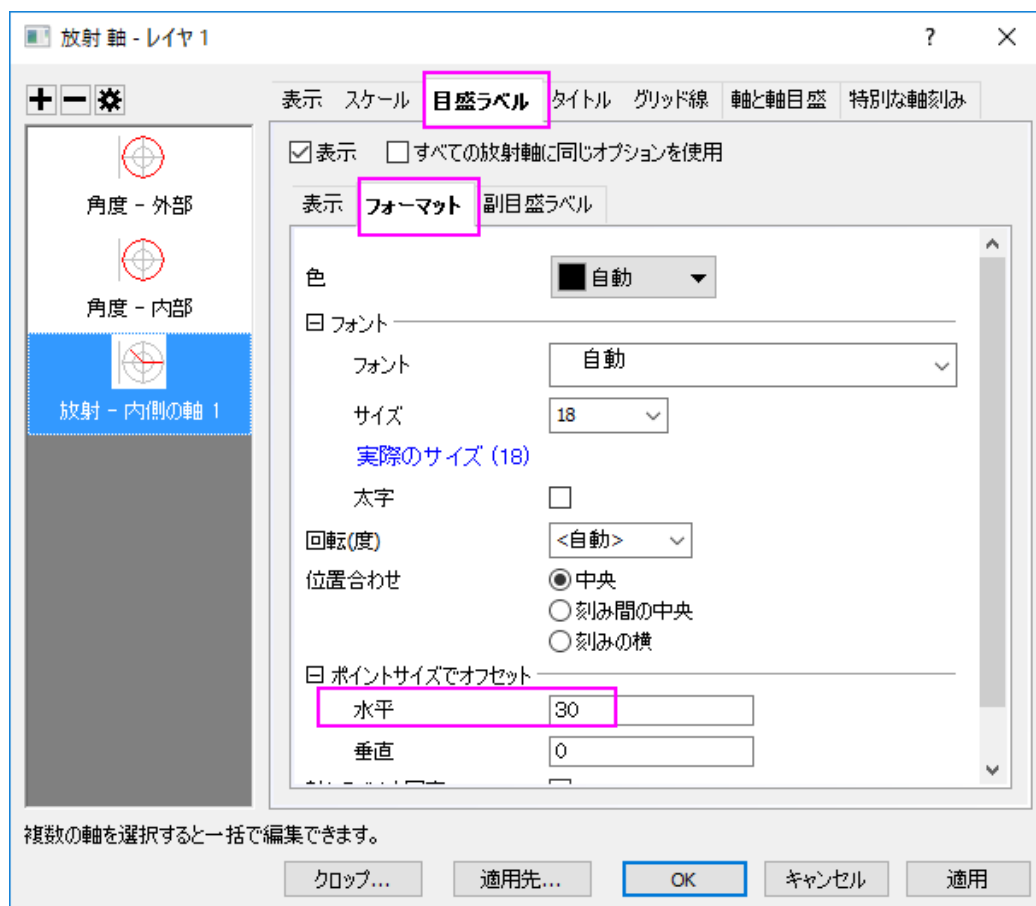 放射 軸 - レイヤ 1
表示 スケール 目盛ラベル タイトル グリッド線 軸と軸目盛 特別な軸刻み
角度 - 外部
角度 - 内部
放射 - 内側の軸 1
表示 すべての放射軸に同じオプションを使用
表示 フォーマット 副目盛ラベル
色 自動
フォント
フォント 自動
サイズ 18
実際のサイズ (18)
太字
回転(度) <自動>
位置合わせ 中央
刻み間の中央
刻みの横
ポイントサイズでオフセット
水平 30
垂直 0
複数の軸を選択すると一括で編集できます。
クロップ... 適用先... OK キャンセル 適用